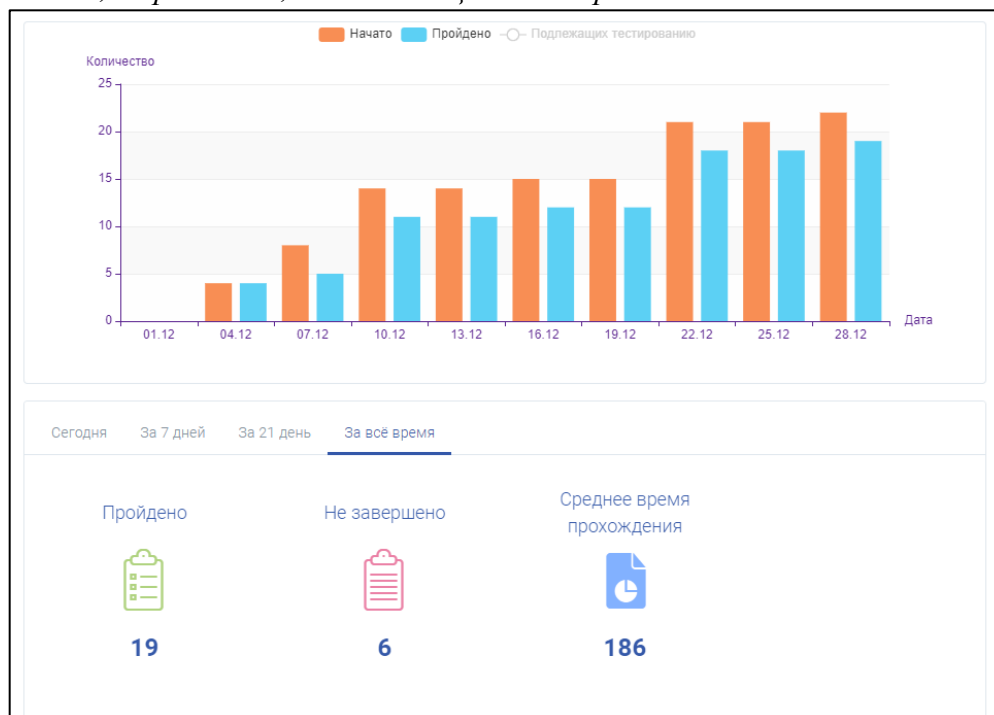 Начато Пройдено Подлежащих тестированию
Количество
25
20
15
10
5
0
01.12 04.12 07.12 10.12 13.12 16.12 19.12 22.12 25.12 28.12
Дата
Сегодня За 7 дней За 21 день За всё время
Пройдено
Не завершено
Среднее время
прохождения
19 6 186